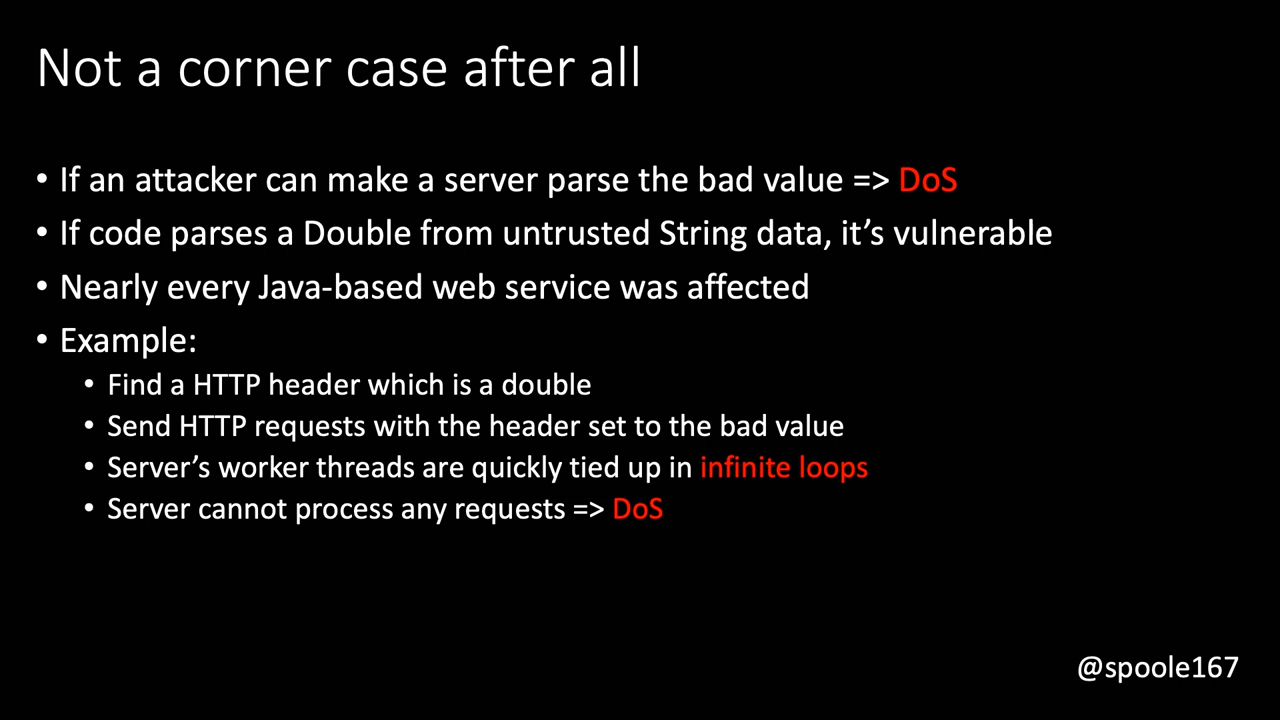 Not a corner case after all
• If an attacker can make a server parse the bad value => DoS
• If code parses a Double from untrusted String data, it’s vulnerable
• Nearly every Java-based web service was affected
• Example:
• Find a HTTP header which is a double
• Send HTTP requests with the header set to the bad value
• Server’s worker threads are quickly tied up in infinite loops
• Server cannot process any requests => DoS
@spoole167